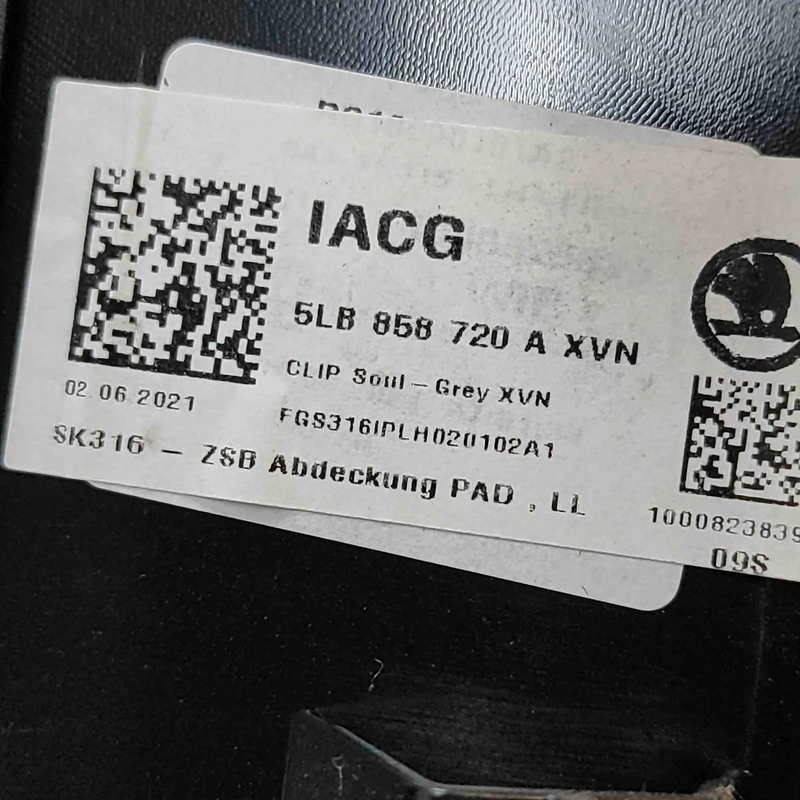 IACG
5LB 858 720 A XVN
CLIP Soul-Grey XVN
02.06.2021
FGS316IPLH020102A1
SK316 - ZSB Abdeckung PAD , LL
1000823839
09S